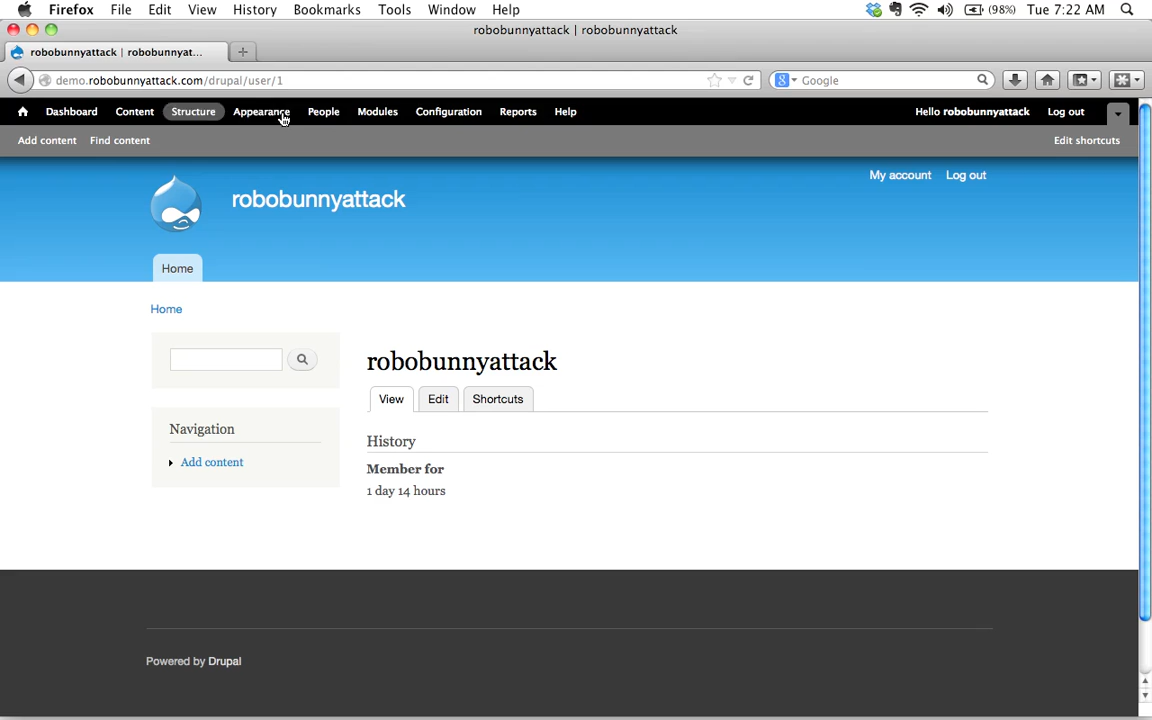 Firefox File Edit View History Bookmarks Tools Window Help (98%) Tue 7:22 AM
robobunnyattack | robobunnyattack
robobunnyattack | robobunnyat... +
demo.robobunnyattack.com/drupal/user/1 Google
Dashboard Content Structure Appearance People Modules Configuration Reports Help Hello robobunnyattack Log out
Add content Find content Edit shortcuts
My account Log out
robobunnyattack
Home
Home
robobunnyattack
View Edit Shortcuts
Navigation
History
Add content
Member for
1 day 14 hours
Powered by Drupal